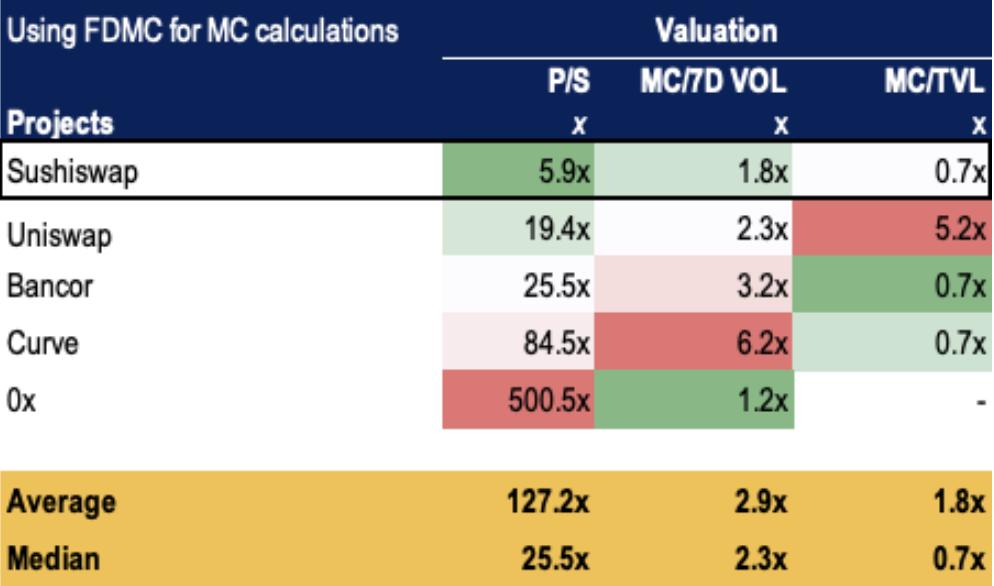 Using FDMC for MC calculations Valuation
P/S MC/7D VOL MC/TVL
Projects x x x
Sushiswap 5.9x 1.8x 0.7x
Uniswap 19.4x 2.3x 5.2x
Bancor 25.5x 3.2x 0.7x
Curve 84.5x 6.2x 0.7x
0x 500.5x 1.2x -
Average 127.2x 2.9x 1.8x
Median 25.5x 2.3x 0.7x